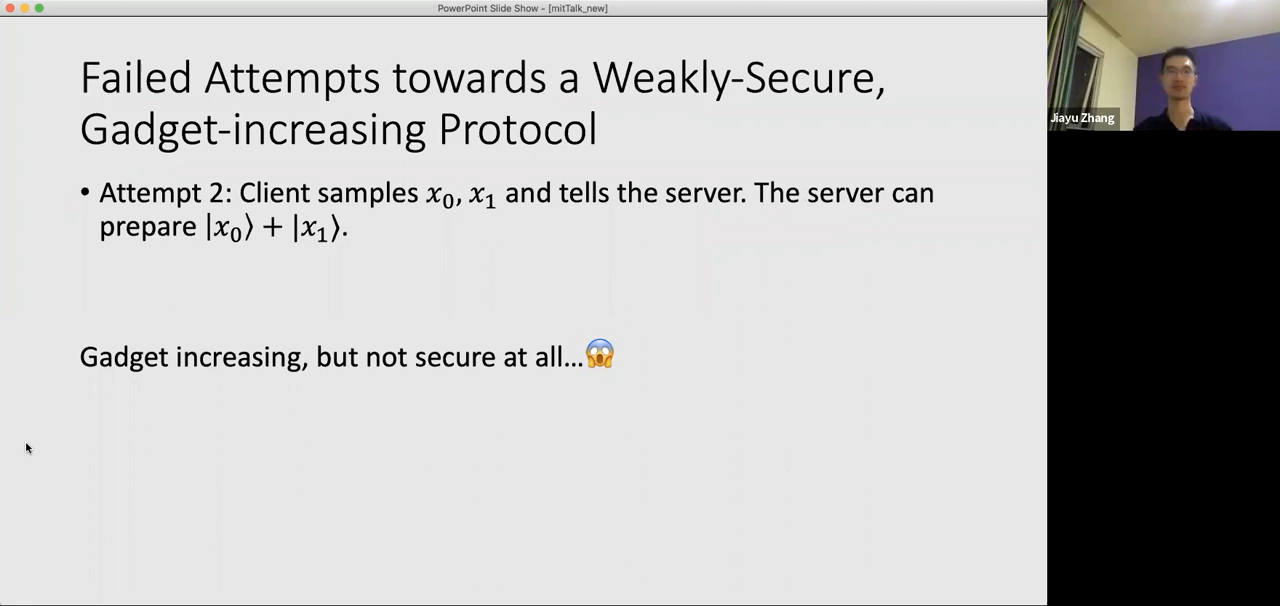 PowerPoint Slide Show - [mitTalk_new]
Failed Attempts towards a Weakly-Secure,
Gadget-increasing Protocol
• Attempt 2: Client samples x₀, x₁ and tells the server. The server can
prepare |x₀⟩ + |x₁⟩.
Gadget increasing, but not secure at all...😱
Jiayu Zhang